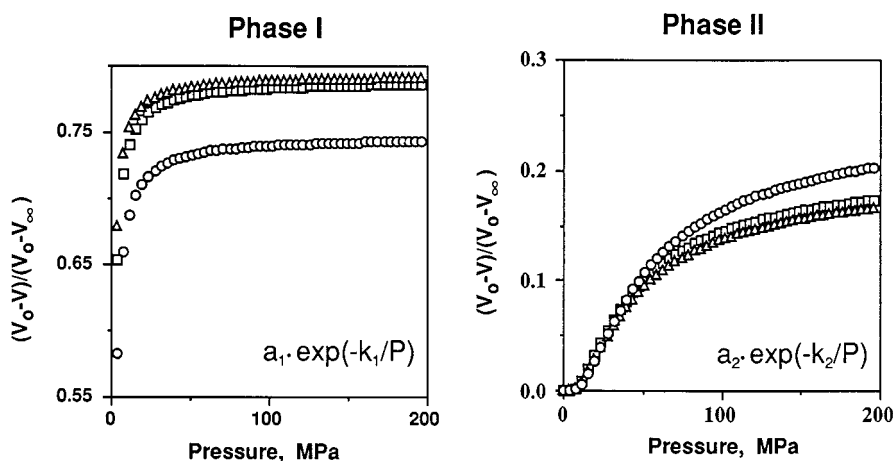 Phase I
(V₀-V)/(V₀-V∞)
0.75
0.65
0.55
0
100
200
a₁·exp(-k₁/P)
Pressure, MPa
Phase II
(V₀-V)/(V₀-V∞)
0.3
0.2
0.1
0.0
0
100
200
a₂·exp(-k₂/P)
Pressure, MPa